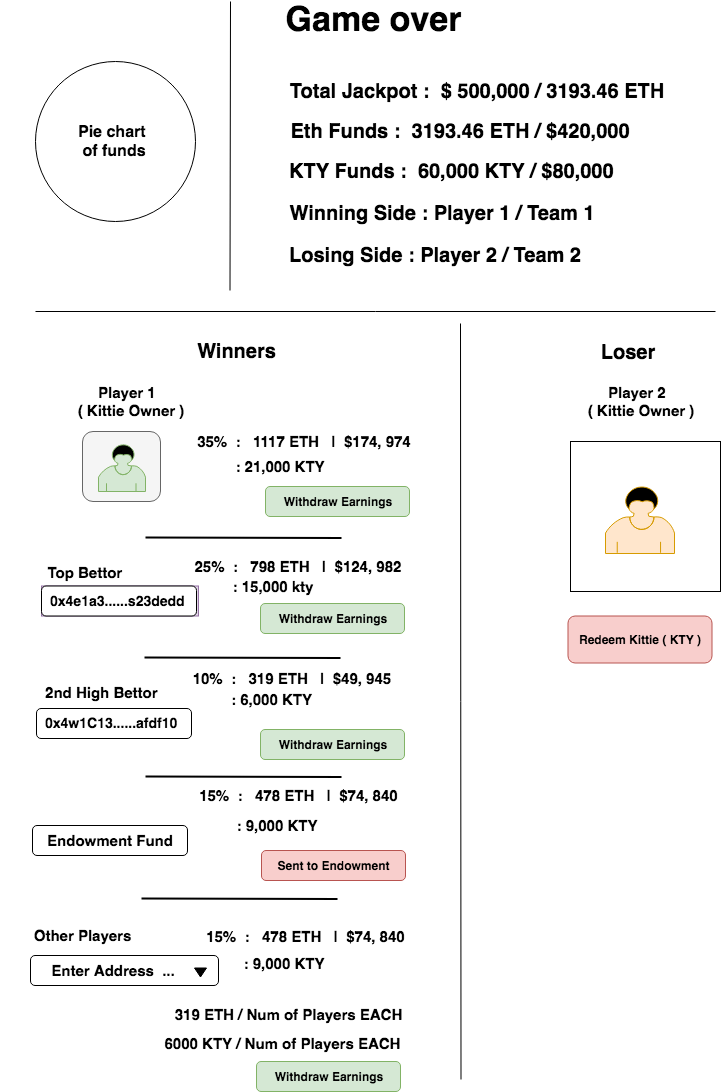 Game over
Pie chart
of funds
Total Jackpot : $ 500,000 / 3193.46 ETH
Eth Funds : 3193.46 ETH / $420,000
KTY Funds : 60,000 KTY / $80,000
Winning Side : Player 1 / Team 1
Losing Side : Player 2 / Team 2
Winners
Player 1
( Kittie Owner )
35% : 1117 ETH | $174, 974
: 21,000 KTY
Withdraw Earnings
Top Bettor
0x4e1a3......s23dedd
25% : 798 ETH | $124, 982
: 15,000 kty
Withdraw Earnings
2nd High Bettor
0x4w1C13......afdf10
10% : 319 ETH | $49, 945
: 6,000 KTY
Withdraw Earnings
15% : 478 ETH | $74, 840
: 9,000 KTY
Endowment Fund
Sent to Endowment
Other Players
15% : 478 ETH | $74, 840
Enter Address ...
: 9,000 KTY
319 ETH / Num of Players EACH
6000 KTY / Num of Players EACH
Withdraw Earnings
Loser
Player 2
( Kittie Owner )
Redeem Kittie ( KTY )